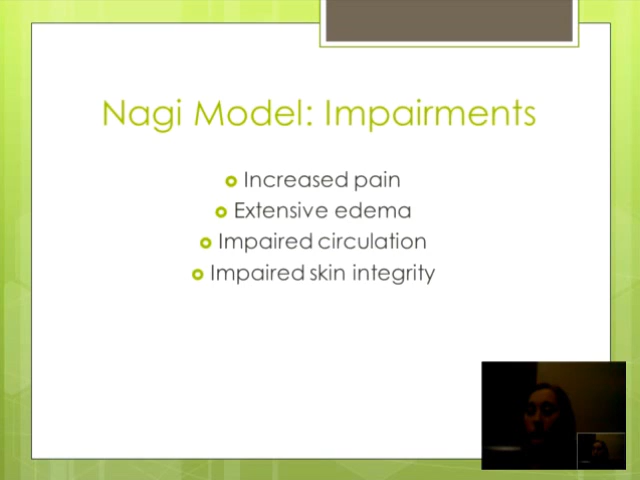 Nagi Model: Impairments
Increased pain
Extensive edema
Impaired circulation
Impaired skin integrity